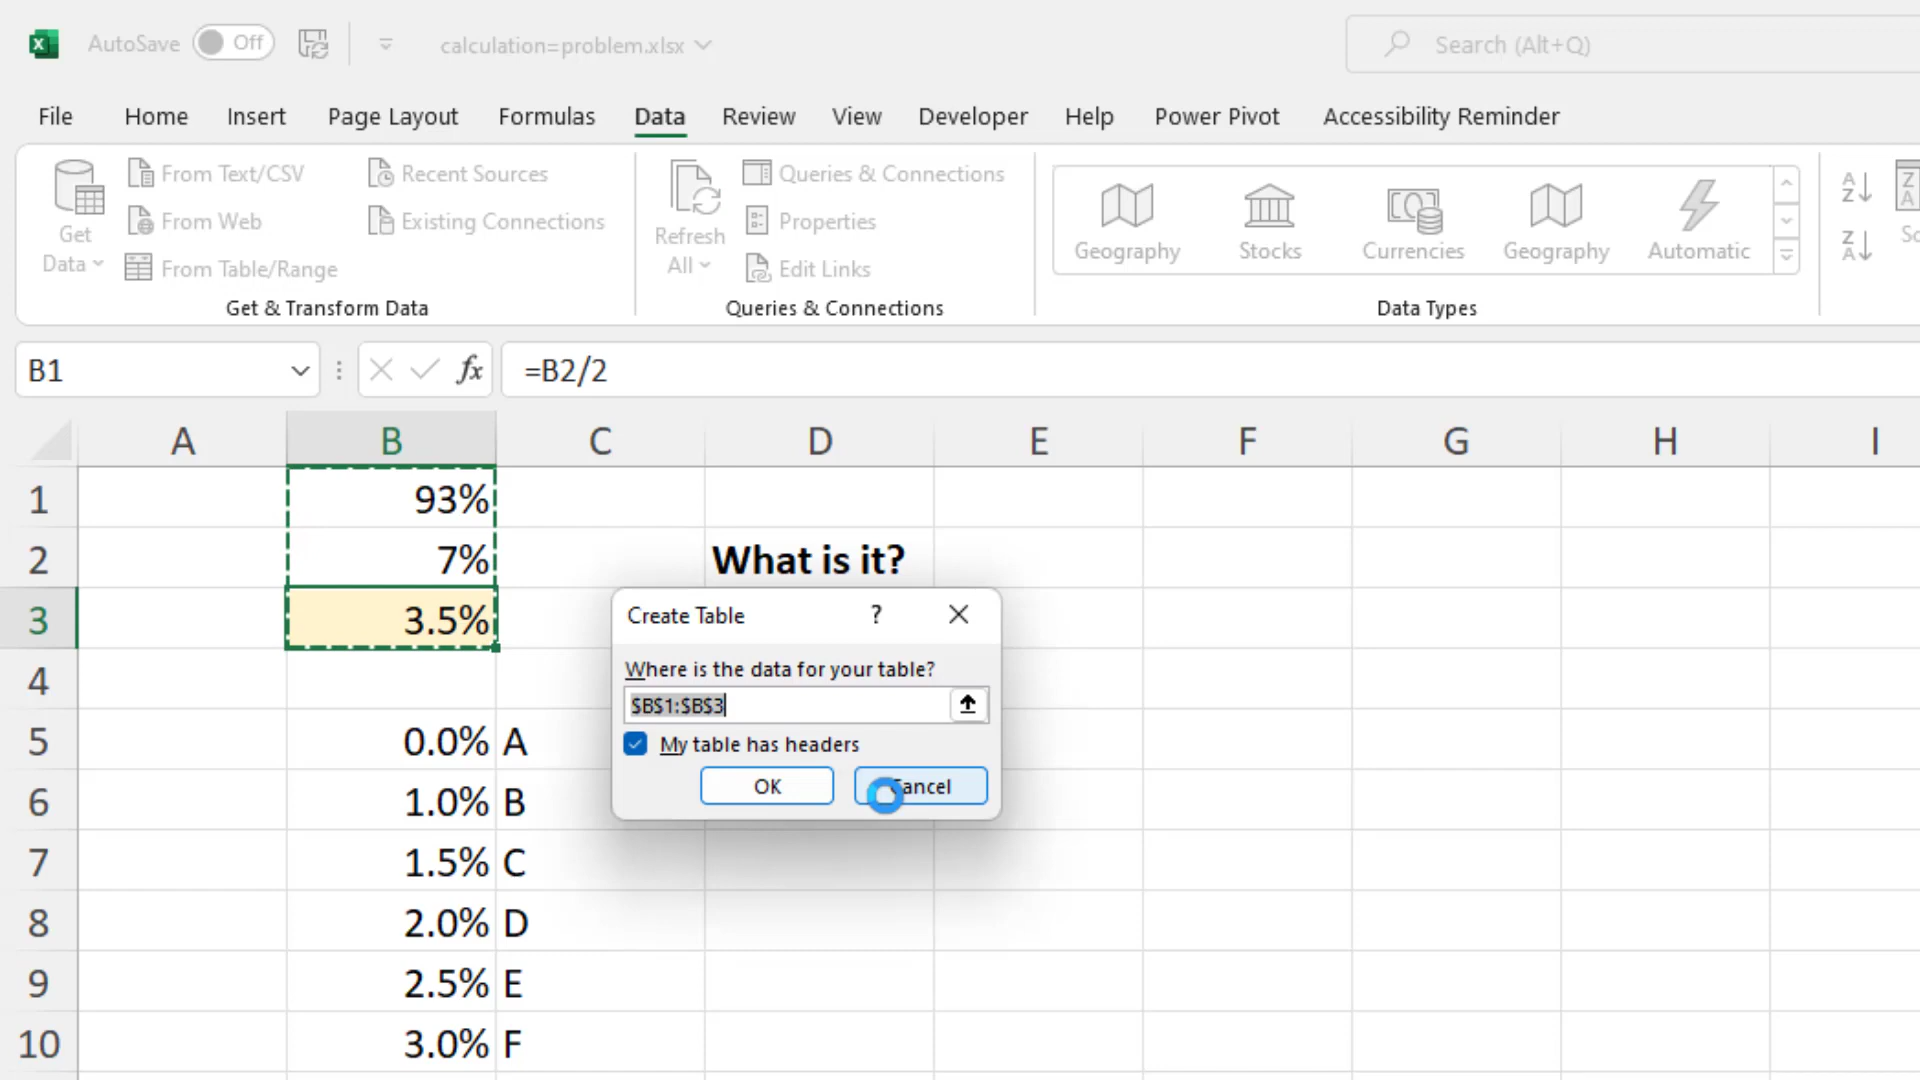 AutoSave Off calculation=problem.xlsx Search (Alt+Q)
File Home Insert Page Layout Formulas Data Review View Developer Help Power Pivot Accessibility Reminder
Get Data
From Text/CSV
From Web
From Table/Range
Recent Sources
Existing Connections
Get & Transform Data
Refresh All
Queries & Connections
Properties
Edit Links
Queries & Connections
Geography Stocks Currencies Geography Automatic
Data Types
A Z
Z A
Z A
B1 fx =B2/2
A B C D E F G H I
1 93%
2 7% What is it?
3 3.5%
4
5 0.0% A
6 1.0% B
7 1.5% C
8 2.0% D
9 2.5% E
10 3.0% F
Create Table ?
Where is the data for your table?
$B$1:$B$3
My table has headers
OK Cancel